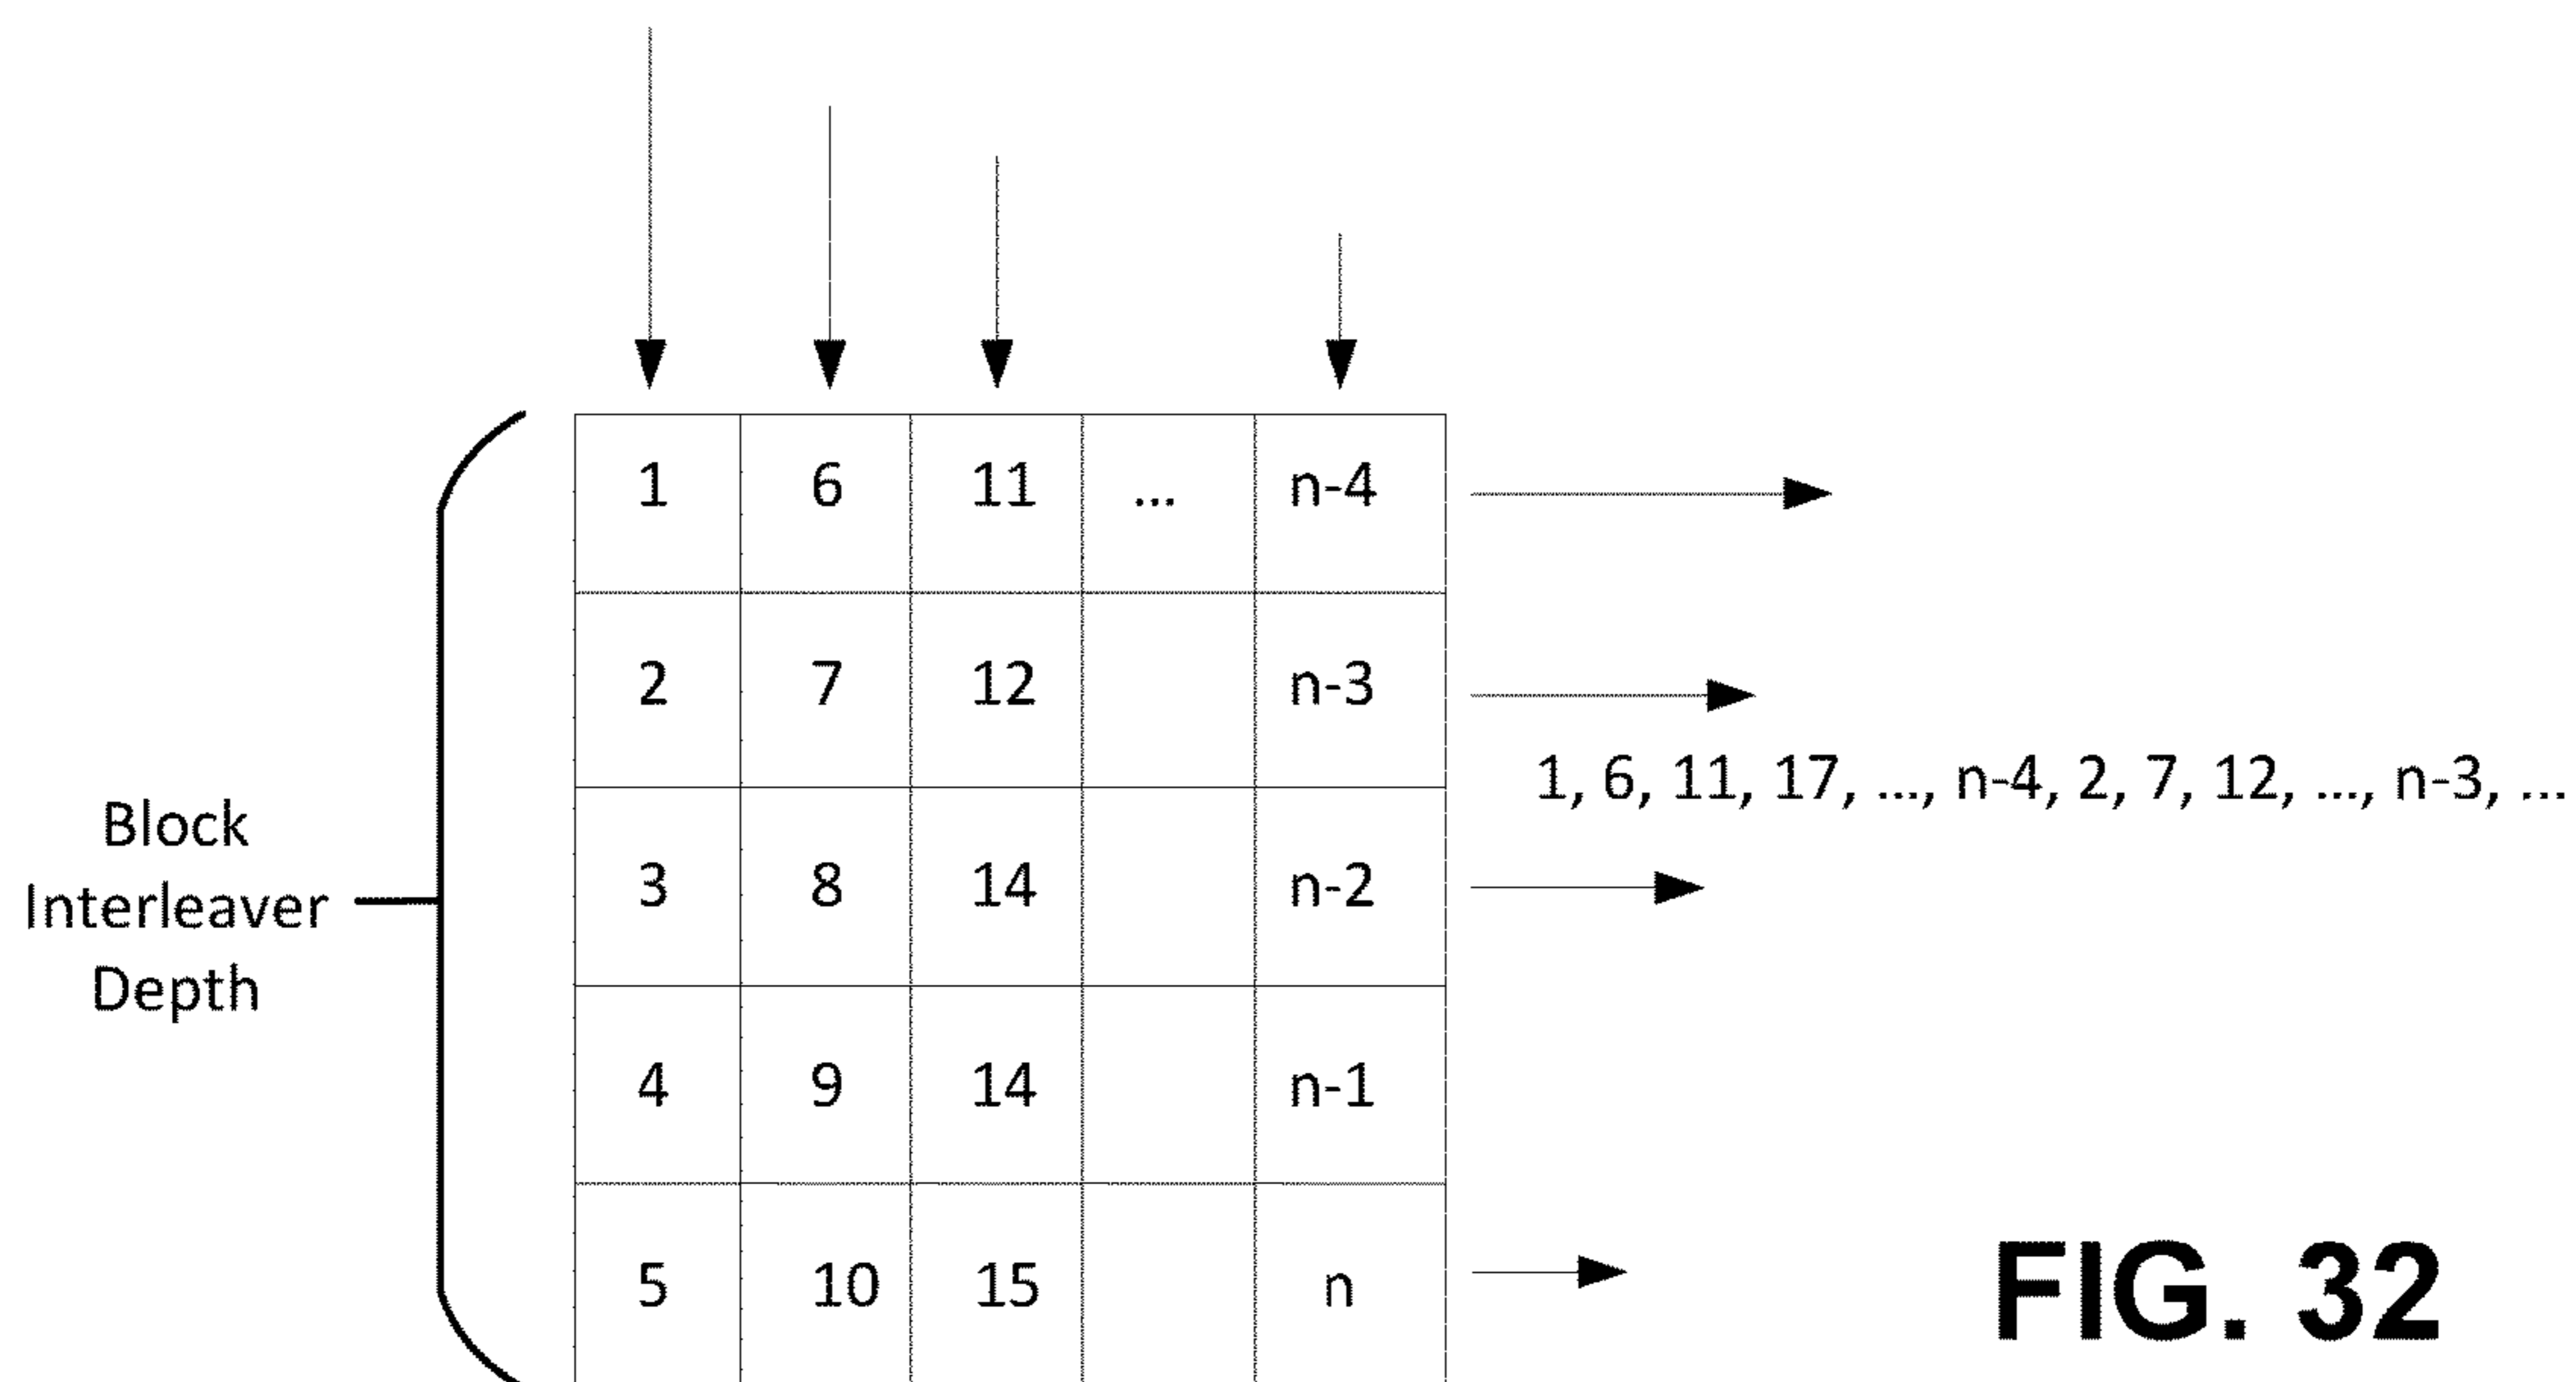 1 6 11 ... n-4
2 7 12 n-3
1, 6, 11, 17, ..., n-4, 2, 7, 12, ..., n-3, ...
Block
Interleaver
Depth
3 8 14 n-2
4 9 14 n-1
5 10 15 n
FIG. 32